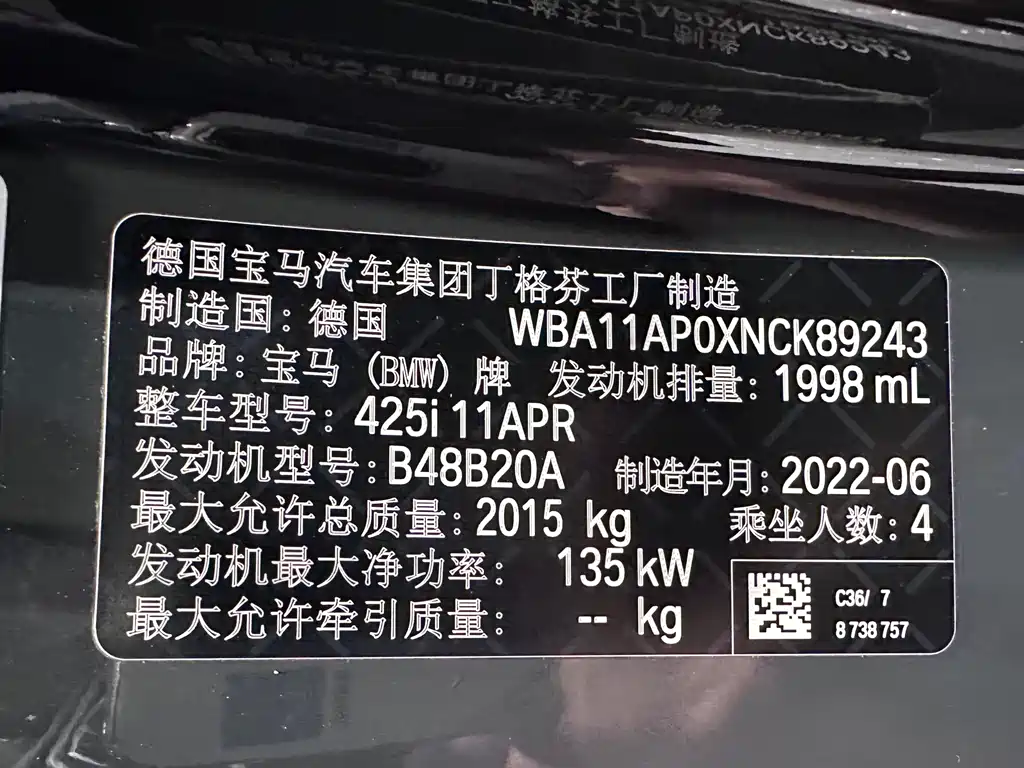 德国宝马汽车集团丁格芬工厂制造
制造国：德国 WBA11AP0XNCK89243
品牌：宝马（BMW）牌 发动机排量：1998 mL
整车型号：425i 11APR
发动机型号：B48B20A 制造年月：2022-06
最大允许总质量：2015 kg 乘坐人数：4
发动机最大净功率： 135 kW
最大允许牵引质量： -- kg
C36/ 7
8 738 757